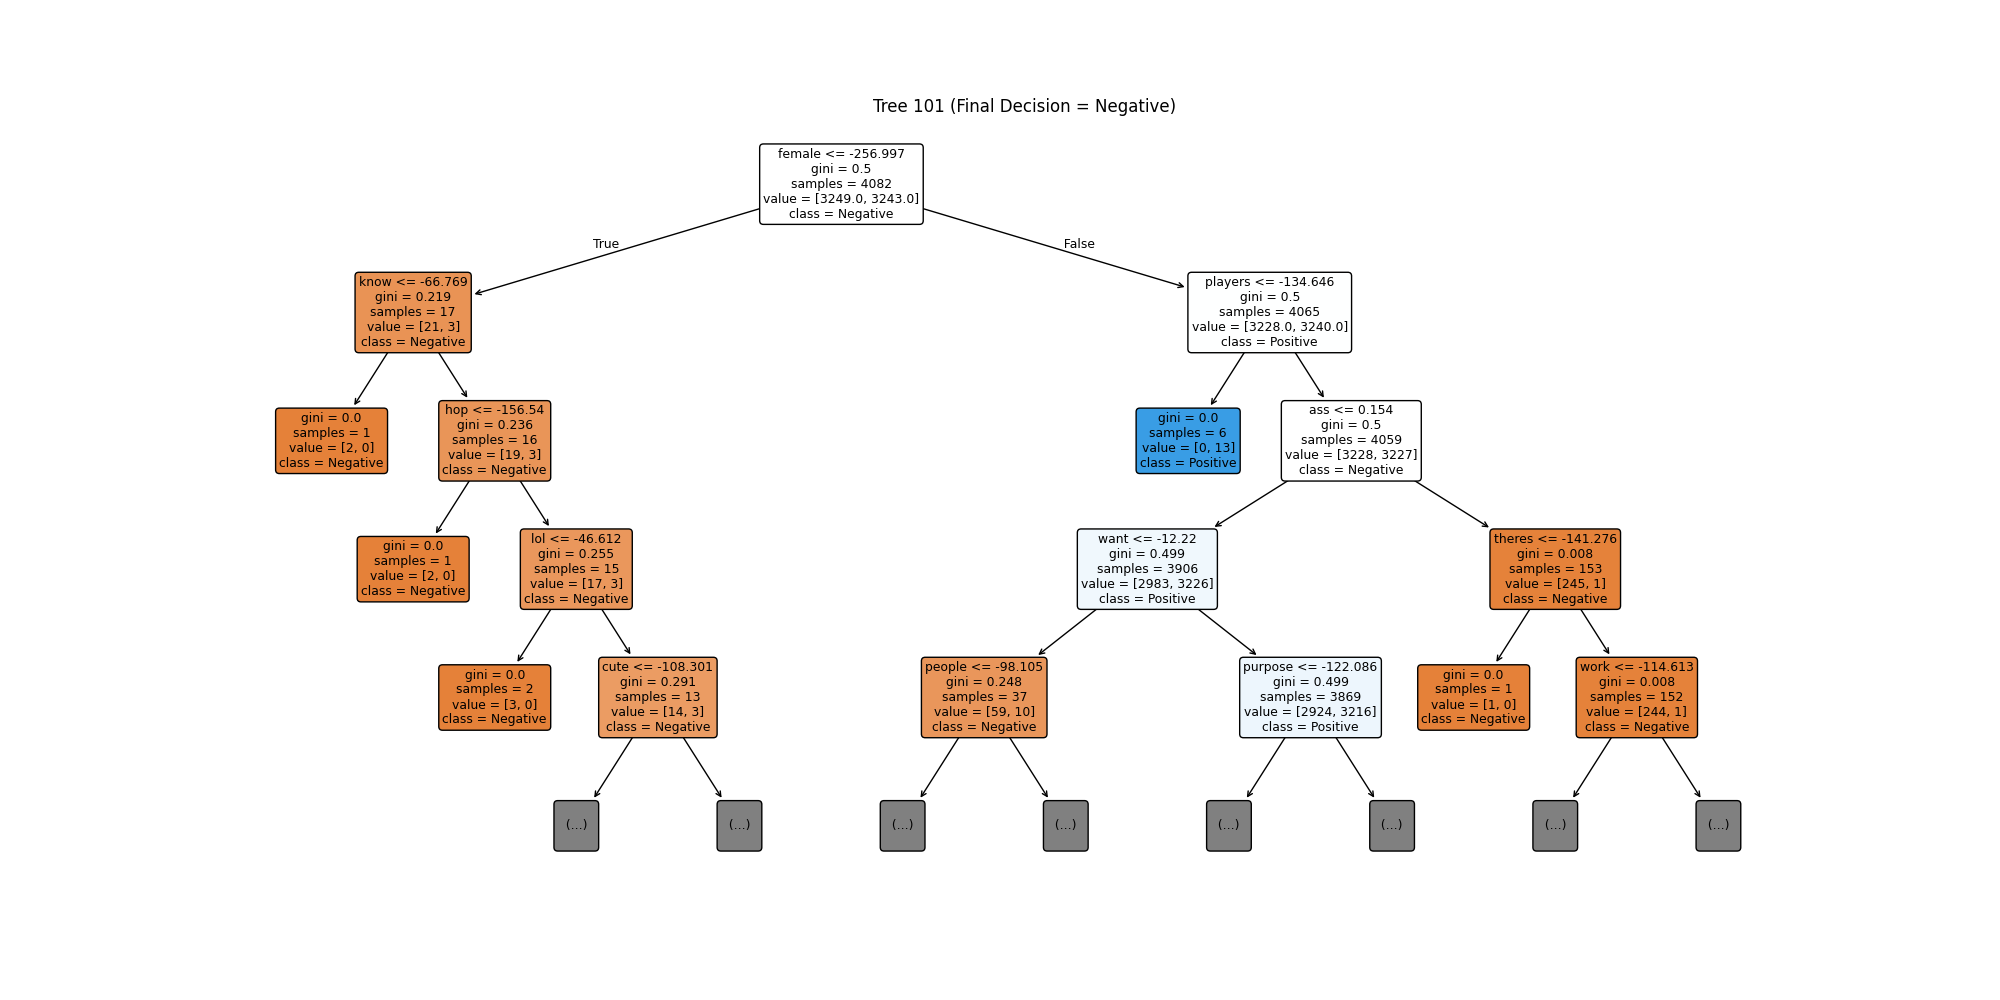 Tree 101 (Final Decision = Negative)
female <= -256.997
gini = 0.5
samples = 4082
value = [3249.0, 3243.0]
class = Negative
True
False
know <= -66.769
gini = 0.219
samples = 17
value = [21, 3]
class = Negative
players <= -134.646
gini = 0.5
samples = 4065
value = [3228.0, 3240.0]
class = Positive
gini = 0.0
samples = 1
value = [2, 0]
class = Negative
hop <= -156.54
gini = 0.236
samples = 16
value = [19, 3]
class = Negative
gini = 0.0
samples = 6
value = [0, 13]
class = Positive
ass <= 0.154
gini = 0.5
samples = 4059
value = [3228, 3227]
class = Negative
gini = 0.0
samples = 1
value = [2, 0]
class = Negative
lol <= -46.612
gini = 0.255
samples = 15
value = [17, 3]
class = Negative
want <= -12.22
gini = 0.499
samples = 3906
value = [2983, 3226]
class = Positive
theres <= -141.276
gini = 0.008
samples = 153
value = [245, 1]
class = Negative
gini = 0.0
samples = 2
value = [3, 0]
class = Negative
cute <= -108.301
gini = 0.291
samples = 13
value = [14, 3]
class = Negative
people <= -98.105
gini = 0.248
samples = 37
value = [59, 10]
class = Negative
purpose <= -122.086
gini = 0.499
samples = 3869
value = [2924, 3216]
class = Positive
gini = 0.0
samples = 1
value = [1, 0]
class = Negative
work <= -114.613
gini = 0.008
samples = 152
value = [244, 1]
class = Negative
(...)
(...)
(...)
(...)
(...)
(...)
(...)
(...)